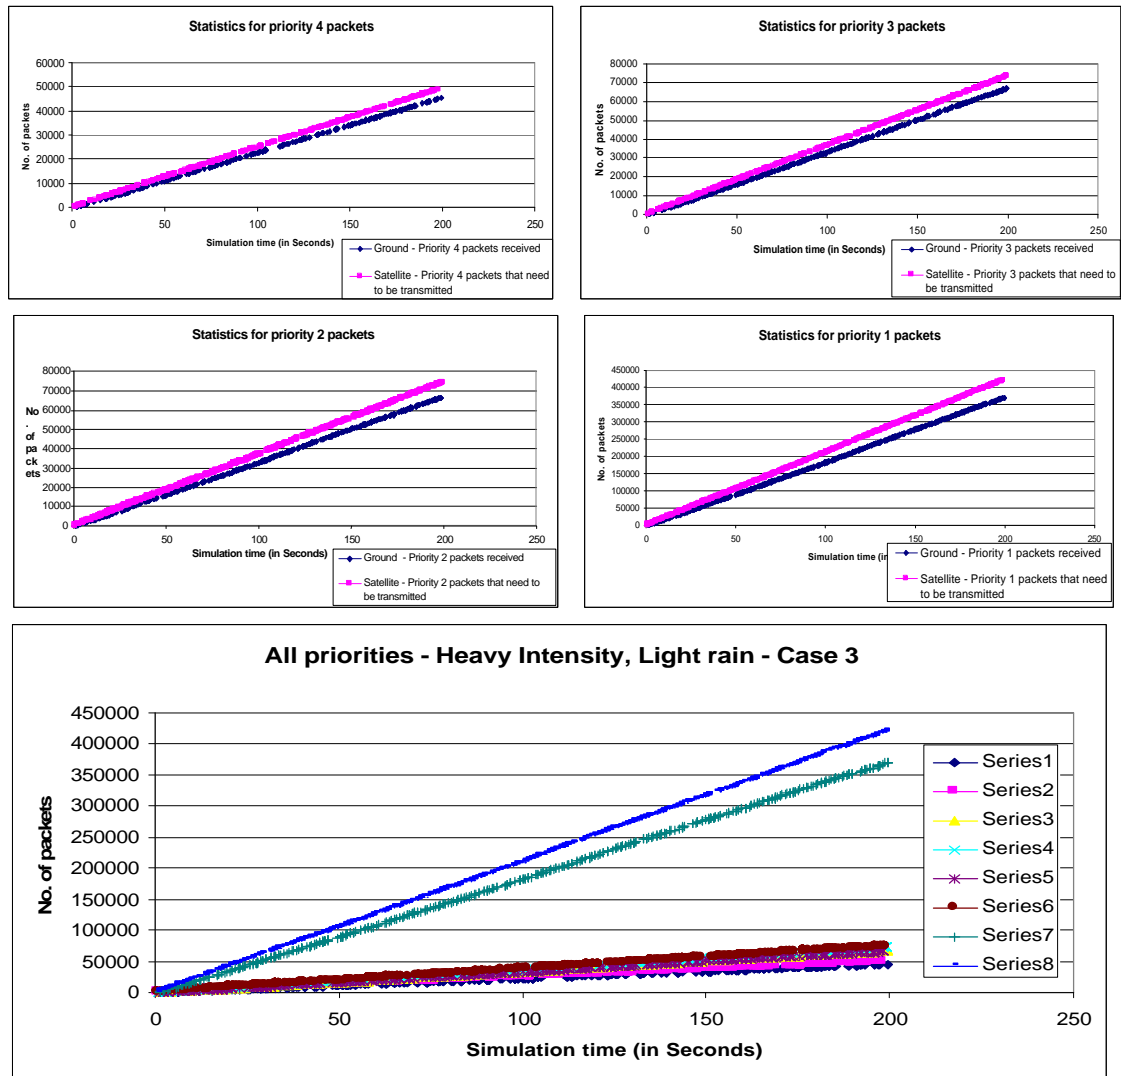 Statistics for priority 4 packets
60000
50000
40000
30000
20000
10000
0
No. of packets
0 50 100 150 200 250
Simulation time (in Seconds)
Ground - Priority 4 packets received
Satellite - Priority 4 packets that need
to be transmitted
Statistics for priority 3 packets
80000
70000
60000
50000
40000
30000
20000
10000
0
No. of packets
0 50 100 150 200 250
Simulation time (in Seconds)
Ground - Priority 3 packets received
Satellite - Priority 3 packets that need to
be transmitted
Statistics for priority 2 packets
80000
70000
60000
50000
40000
30000
20000
10000
0
No
.
of
pa
ck
ets
0 50 100 150 200 250
Simulation time (in Seconds)
Ground - Priority 2 packets received
Satellite - Priority 2 packets that need to
be transmitted
Statistics for priority 1 packets
450000
400000
350000
300000
250000
200000
150000
100000
50000
0
No. of packets
0 50 100 150 200 250
Simulation time (in
Ground - Priority 1 packets received
Satellite - Priority 1 packets that need
to be transmitted
All priorities - Heavy Intensity, Light rain - Case 3
450000
400000
350000
300000
250000
200000
150000
100000
50000
0
No. of packets
0 50 100 150 200 250
Simulation time (in Seconds)
Series1
Series2
Series3
Series4
Series5
Series6
Series7
Series8